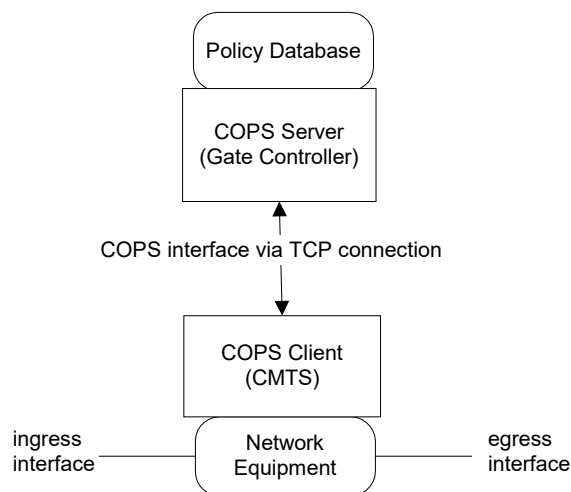 Policy Database
COPS Server
(Gate Controller)
COPS interface via TCP connection
COPS Client
(CMTS)
ingress
interface
Network
Equipment
egress
interface